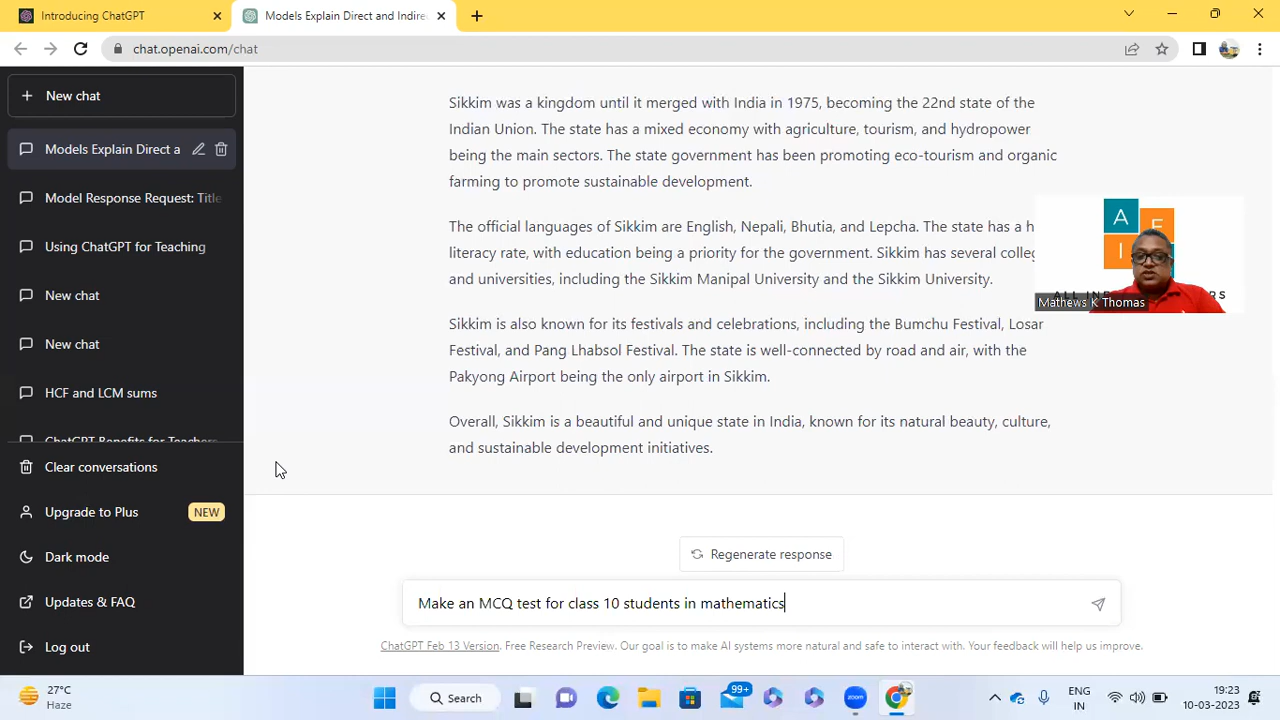 Introducing ChatGPT
Models Explain Direct and Indire
chat.openai.com/chat
New chat
Models Explain Direct a
Model Response Request: Title
Using ChatGPT for Teaching
New chat
New chat
HCF and LCM sums
ChatGPT Benefits for Teachers
Clear conversations
Upgrade to Plus
NEW
Dark mode
Updates & FAQ
Log out
Sikkim was a kingdom until it merged with India in 1975, becoming the 22nd state of the
Indian Union. The state has a mixed economy with agriculture, tourism, and hydropower
being the main sectors. The state government has been promoting eco-tourism and organic
farming to promote sustainable development.
The official languages of Sikkim are English, Nepali, Bhutia, and Lepcha. The state has a h
literacy rate, with education being a priority for the government. Sikkim has several colleg
and universities, including the Sikkim Manipal University and the Sikkim University.
Sikkim is also known for its festivals and celebrations, including the Bumchu Festival, Losar
Festival, and Pang Lhabsol Festival. The state is well-connected by road and air, with the
Pakyong Airport being the only airport in Sikkim.
Overall, Sikkim is a beautiful and unique state in India, known for its natural beauty, culture,
and sustainable development initiatives.
A E
I
Mathews K Thomas
Regenerate response
Make an MCQ test for class 10 students in mathematics
ChatGPT Feb 13 Version. Free Research Preview. Our goal is to make AI systems more natural and safe to interact with. Your feedback will help us improve.
27°C
Haze
Search
99+
ENG
IN
19:23
10-03-2023